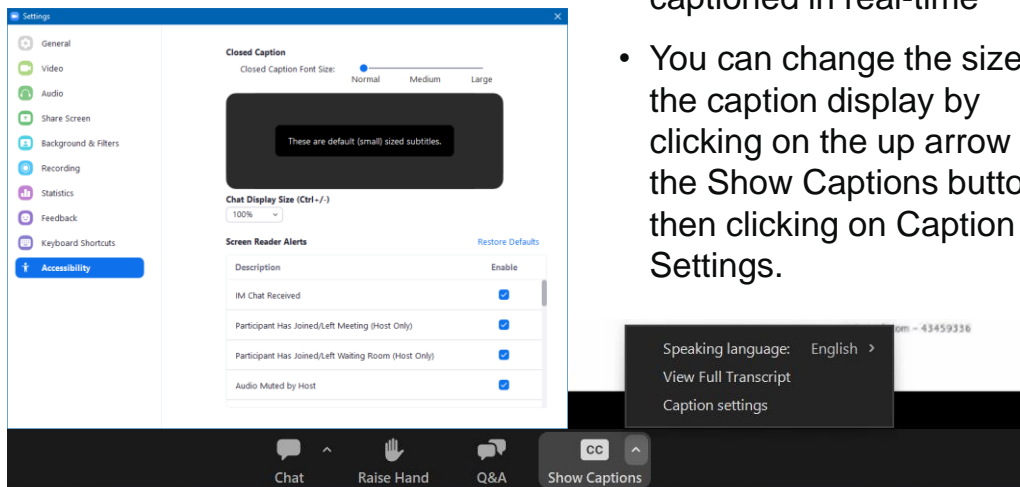 Settings
General
Video
Audio
Share Screen
Background & Filters
Recording
Statistics
Feedback
Keyboard Shortcuts
Accessibility
Closed Caption
Closed Caption Font Size:
Normal Medium Large
These are default (small) sized subtitles.
Chat Display Size (Ctrl+/-)
100%
Screen Reader Alerts Restore Defaults
Description Enable
IM Chat Received
Participant Has Joined/Left Meeting (Host Only)
Participant Has Joined/Left Waiting Room (Host Only)
Audio Muted by Host
captioned in real-time
• You can change the size
the caption display by
clicking on the up arrow
the Show Captions
then clicking on Caption
Settings.
om - 43459336
Speaking language: English >
View Full Transcript
Caption settings
Chat Raise Hand Q&A CC Show Captions